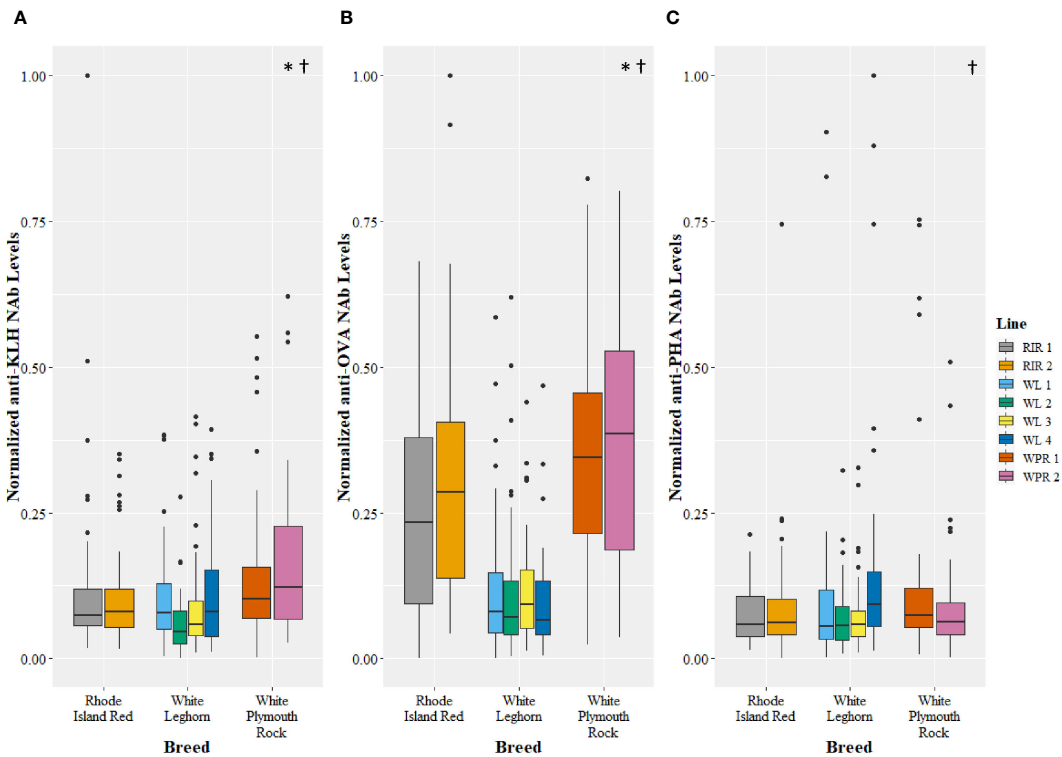 A
B
C
* †
* †
†
Normalized anti-KLH NAb Levels
1.00
0.75
0.50
0.25
0.00
Rhode
Island Red
White
Leghorn
White
Plymouth
Rock
Breed
Normalized anti-OVA NAb Levels
1.00
0.75
0.50
0.25
0.00
Rhode
Island Red
White
Leghorn
White
Plymouth
Rock
Breed
Normalized anti-PHA NAb Levels
1.00
0.75
0.50
0.25
0.00
Rhode
Island Red
White
Leghorn
White
Plymouth
Rock
Breed
Line
RIR 1
RIR 2
WL 1
WL 2
WL 3
WL 4
WPR 1
WPR 2